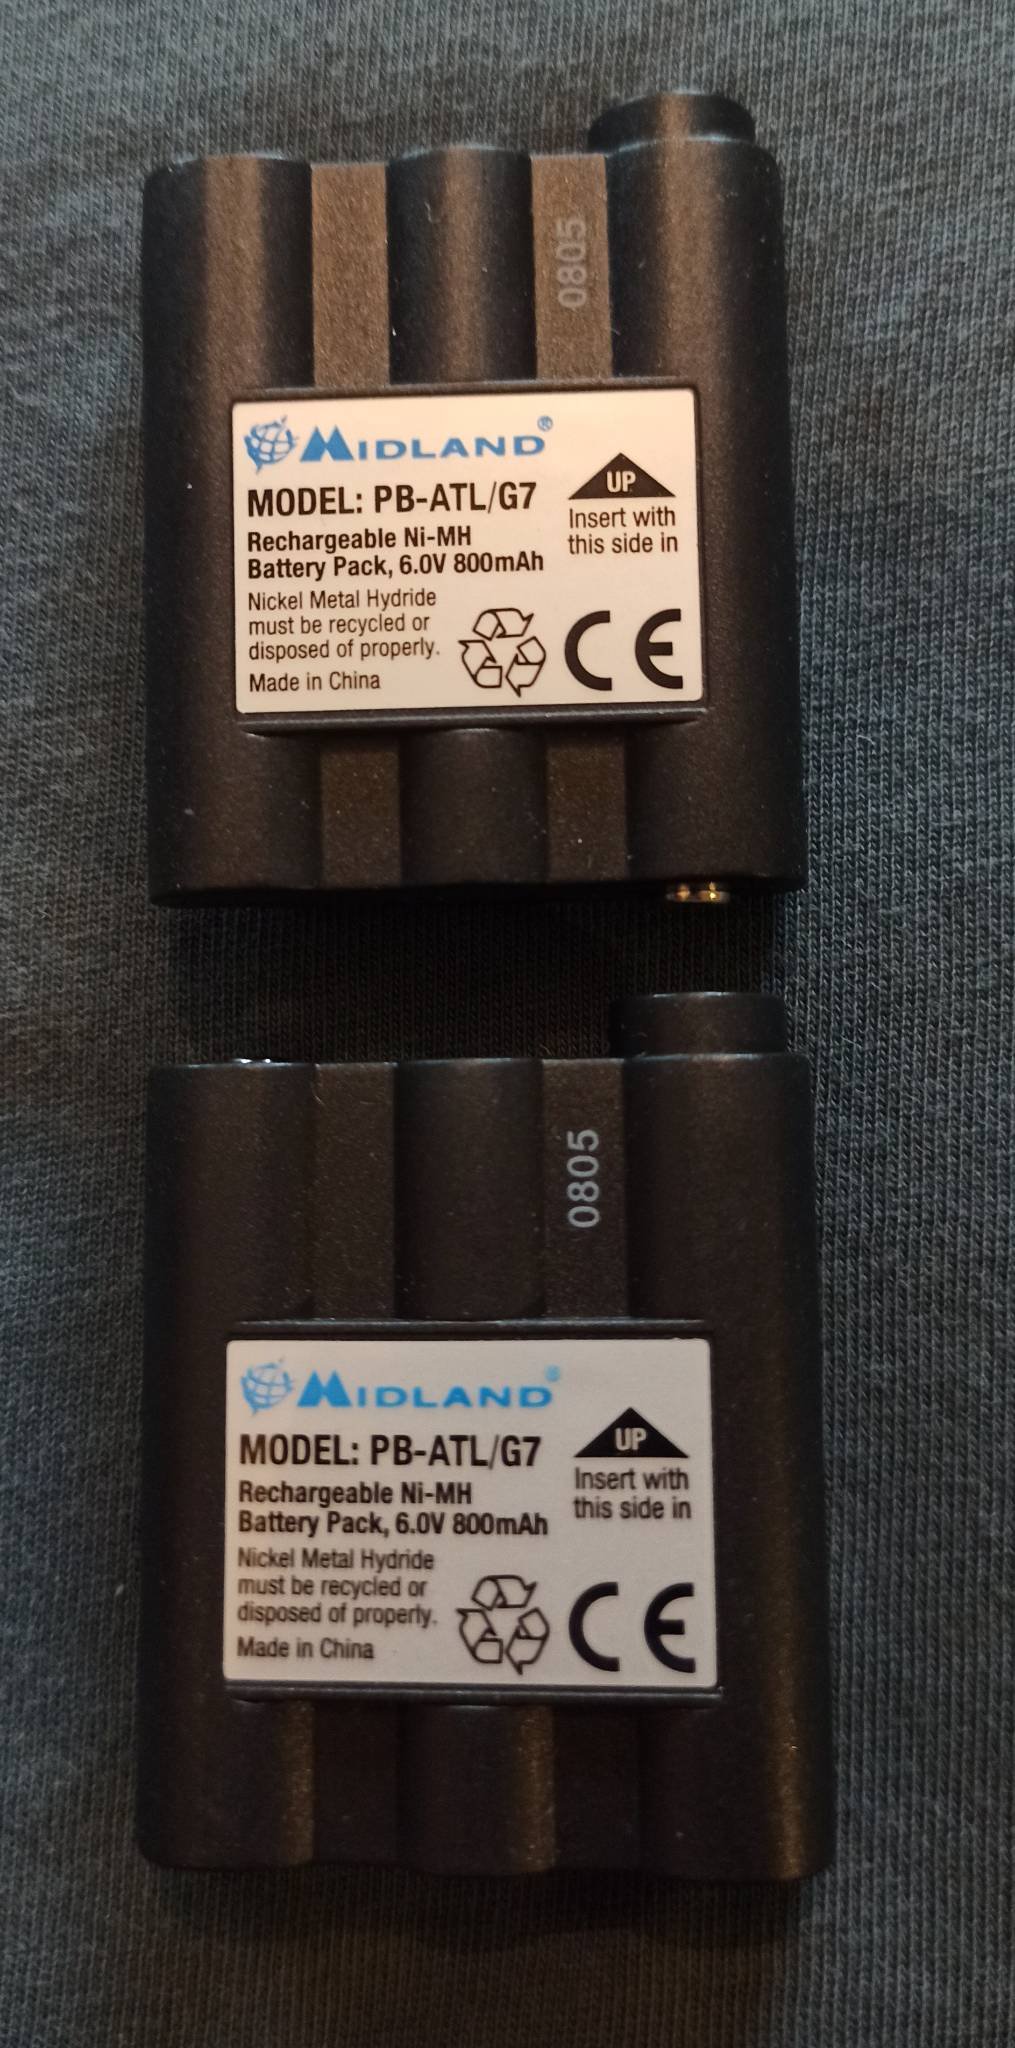 0805
MIDLAND®
MODEL: PB-ATL/G7
Rechargeable Ni-MH
Battery Pack, 6.0V 800mAh
Nickel Metal Hydride
must be recycled or
disposed of properly.
Made in China
UP
Insert with
this side in
CE
0805
MIDLAND®
MODEL: PB-ATL/G7
Rechargeable Ni-MH
Battery Pack, 6.0V 800mAh
Nickel Metal Hydride
must be recycled or
disposed of properly.
Made in China
UP
Insert with
this side in
CE